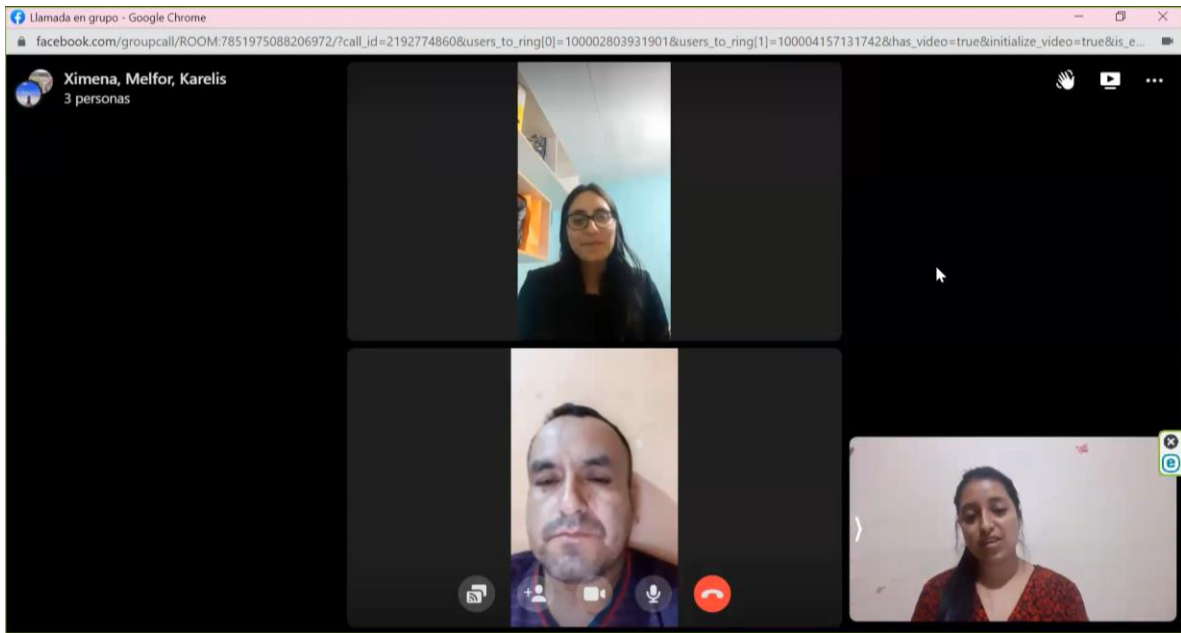 Llamada en grupo - Google Chrome
facebook.com/groupcall/ROOM:7851975088206972/?call_id=2192774860&users_to_ring[0]=100002803931901&users_to_ring[1]=100004157131742&has_video=true&initialize_video=true&is_e...
Ximena, Melfor, Karelis
3 personas